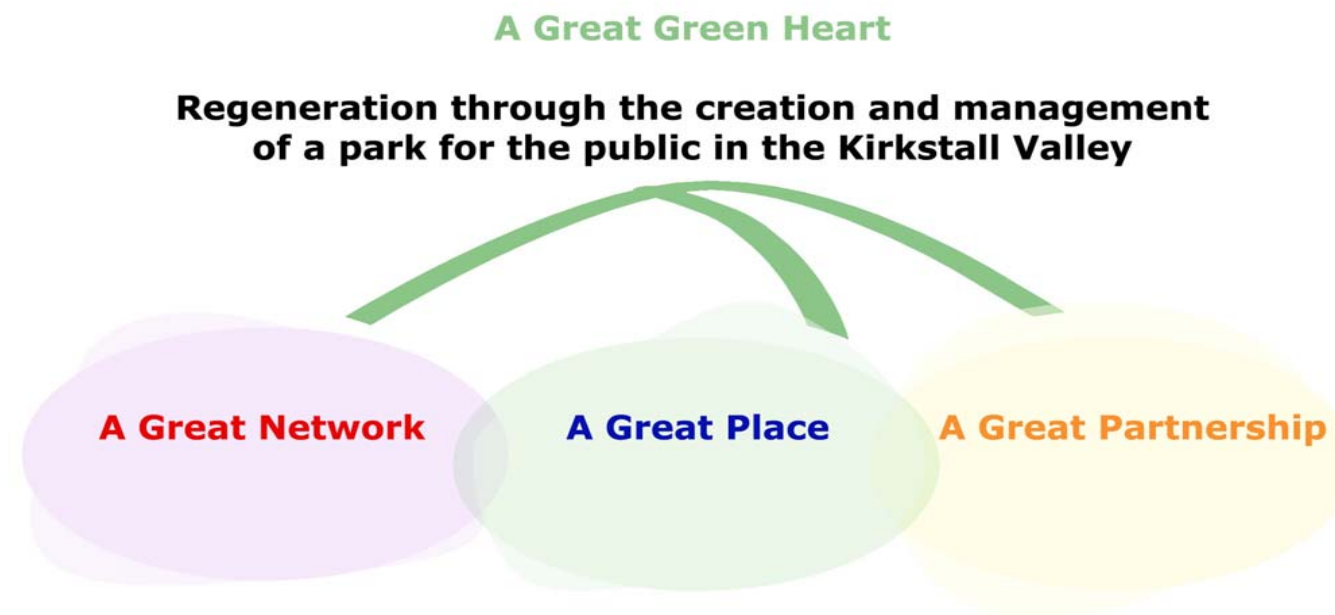 A Great Green Heart
Regeneration through the creation and management
of a park for the public in the Kirkstall Valley
A Great Network
A Great Place
A Great Partnership